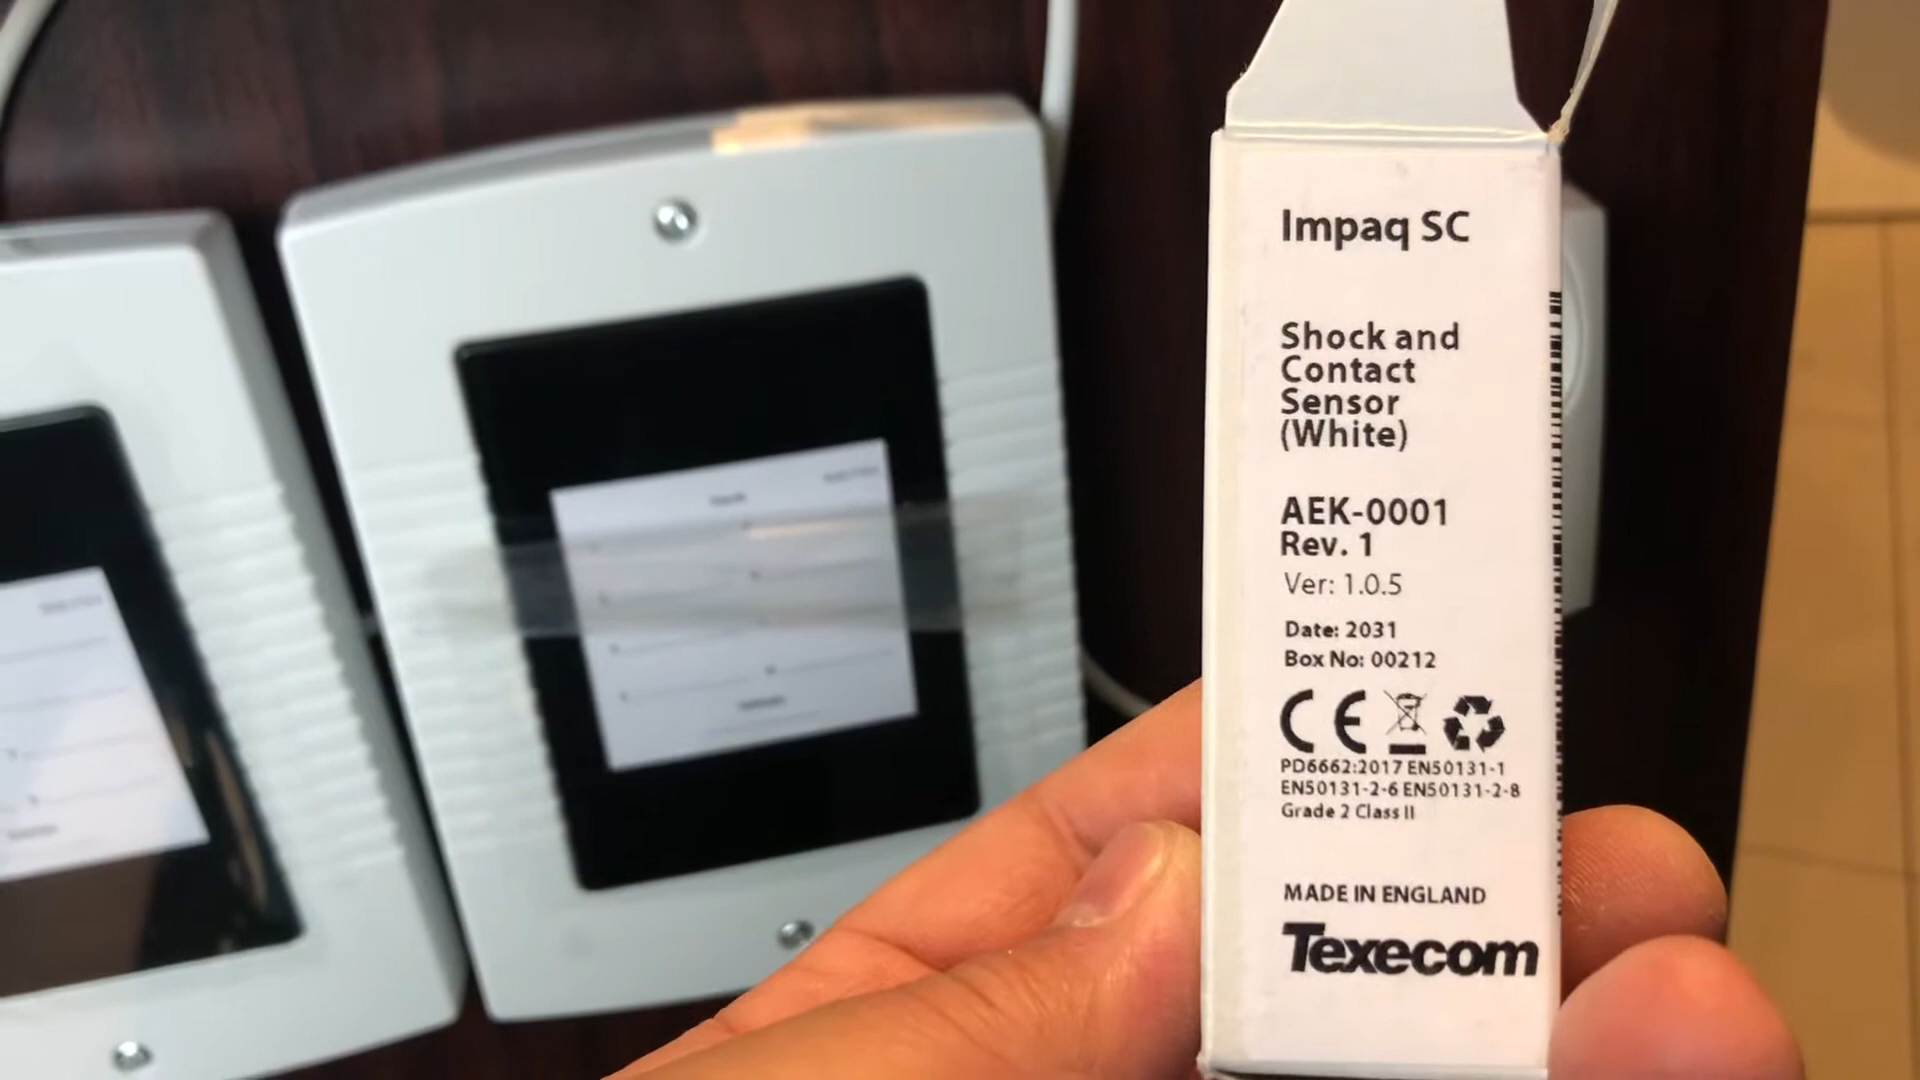 Impaq SC
Shock and
Contact
Sensor
(White)
AEK-0001
Rev. 1
Ver: 1.0.5
Date: 2031
Box No: 00212
CE
PD6662:2017 EN50131-1
EN50131-2-6 EN50131-2-8
Grade 2 Class II
MADE IN ENGLAND
Texecom